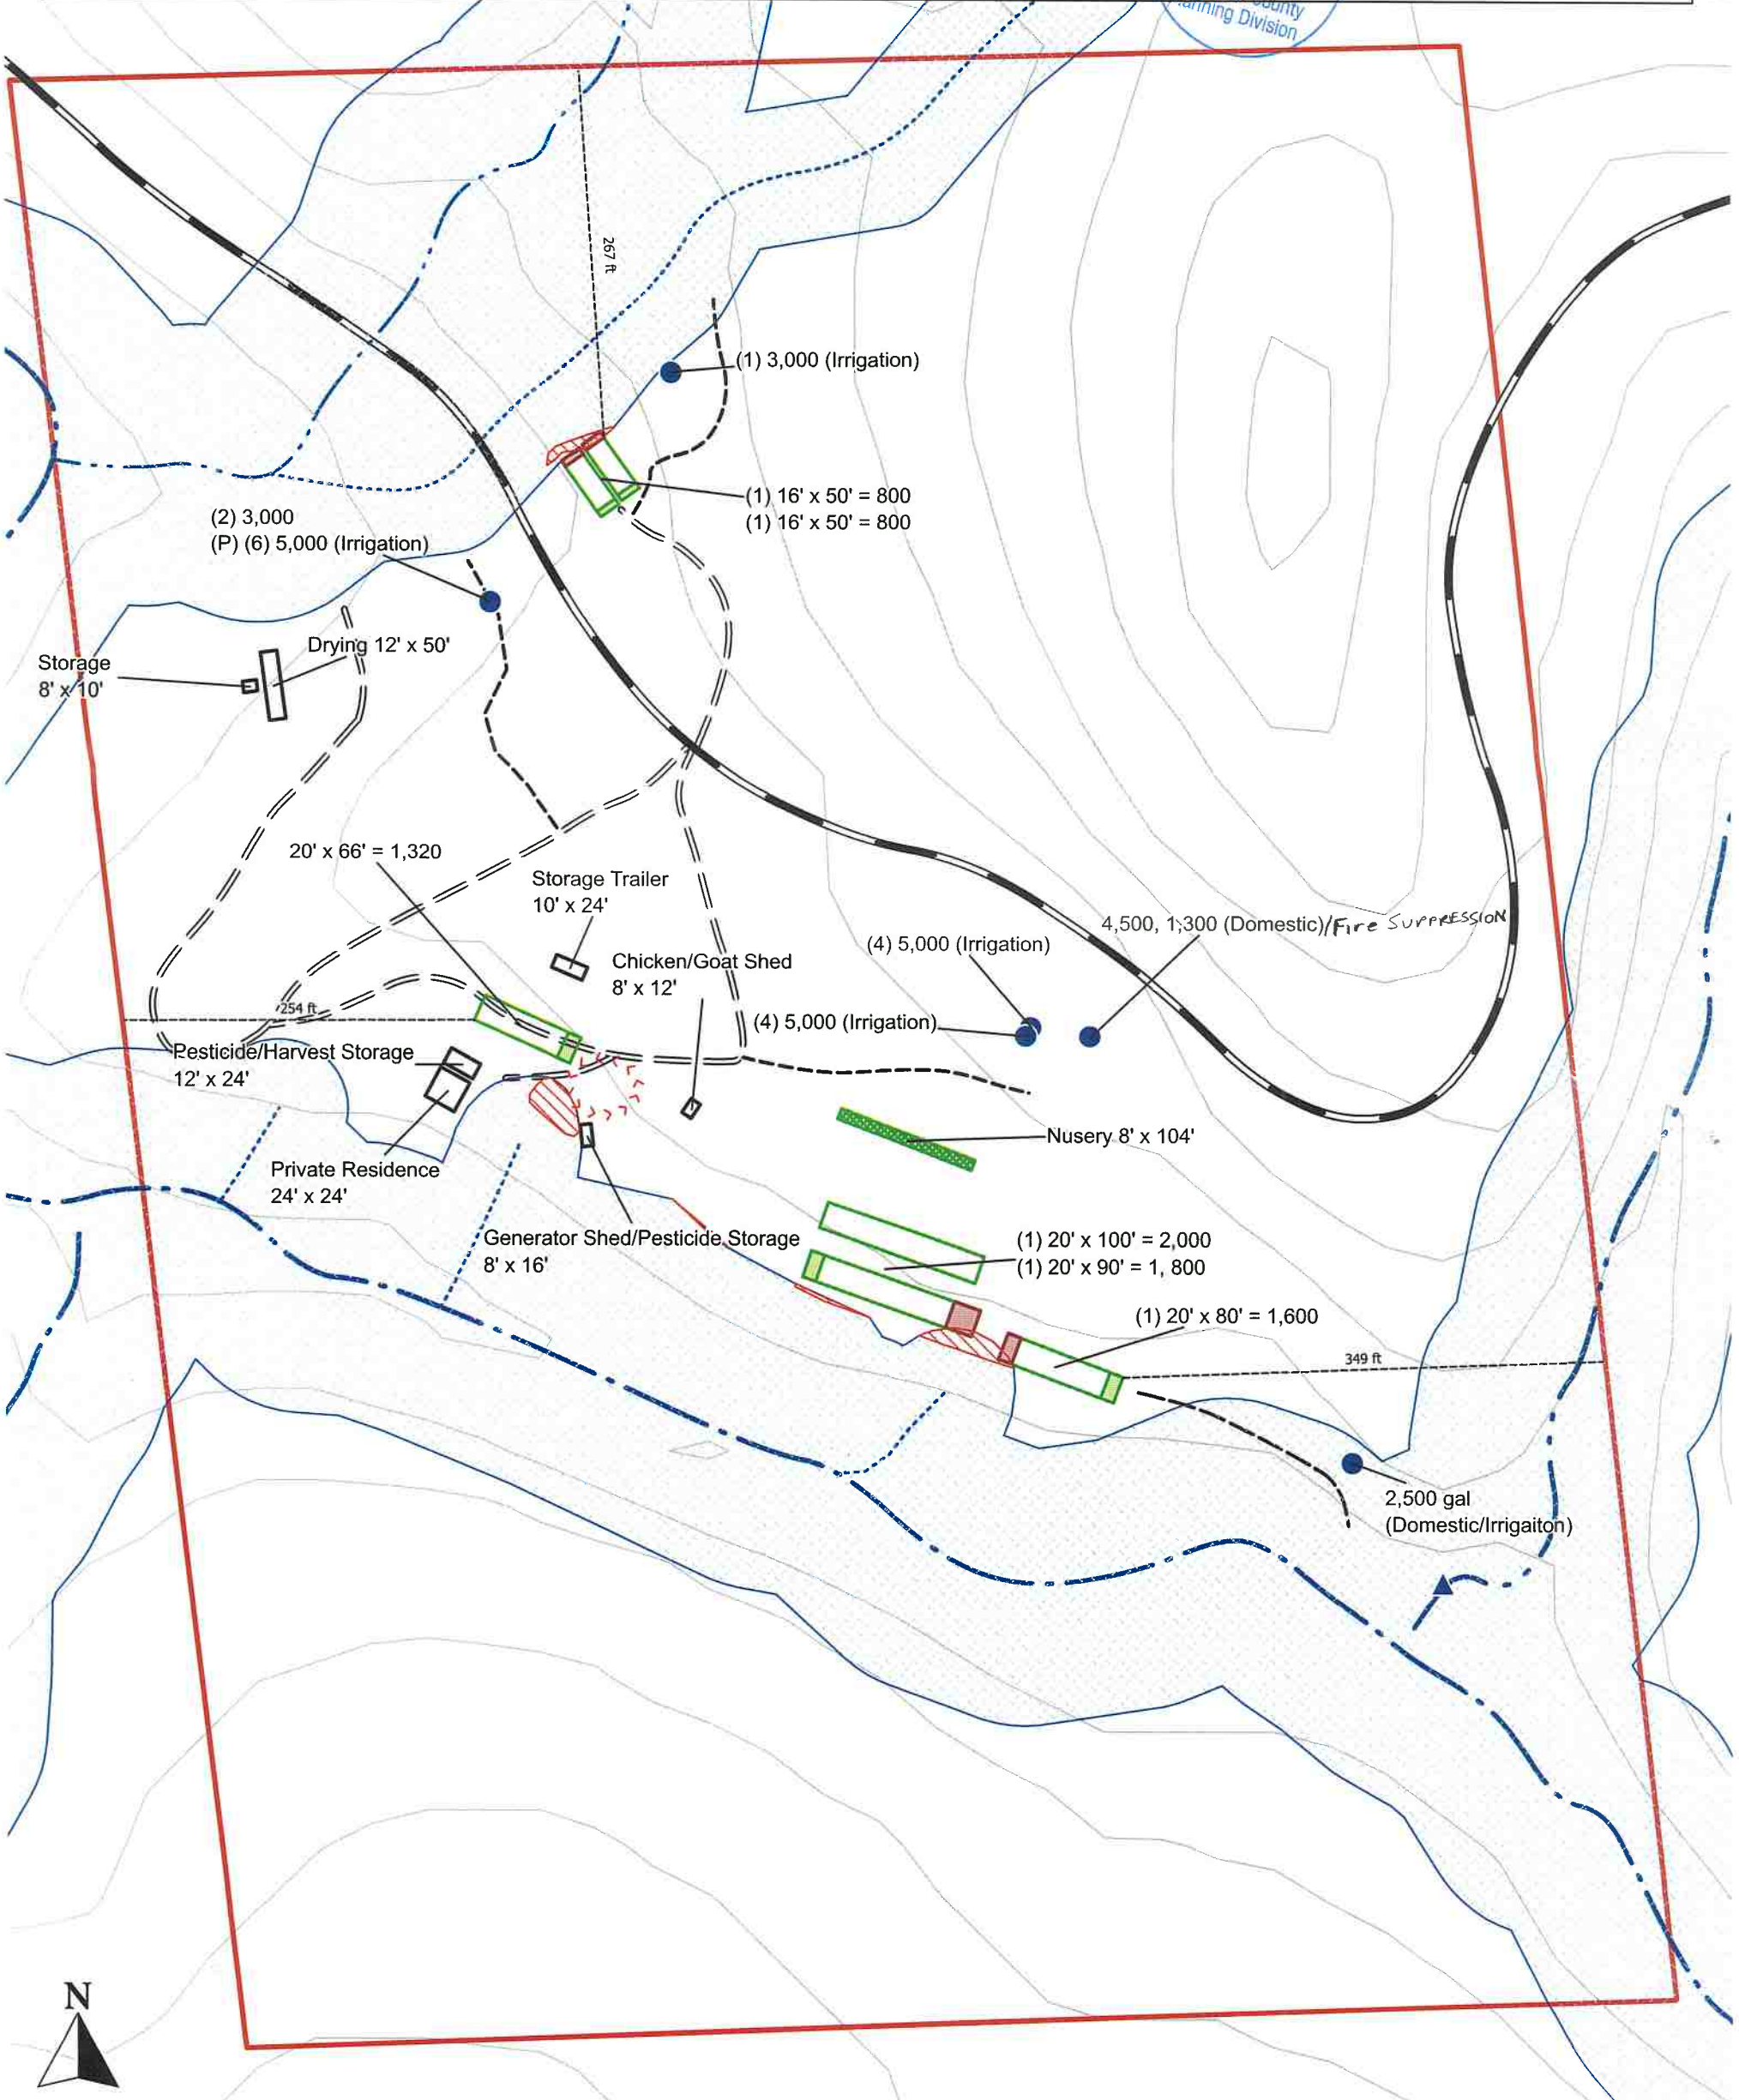 County
anning Division
267 ft
(1) 3,000 (Irrigation)
(1) 16' x 50' = 800
(1) 16' x 50' = 800
(2) 3,000
(P) (6) 5,000 (Irrigation)
Drying 12' x 50'
Storage
8' x 10'
20' x 66' = 1,320
Storage Trailer
10' x 24'
4,500, 1,300 (Domestic)/Fire SUPPRESSION
(4) 5,000 (Irrigation)
Chicken/Goat Shed
8' x 12'
254 ft
(4) 5,000 (Irrigation)
Pesticide/Harvest Storage
12' x 24'
Nusery 8' x 104'
Private Residence
24' x 24'
Generator Shed/Pesticide Storage
8' x 16'
(1) 20' x 100' = 2,000
(1) 20' x 90' = 1, 800
(1) 20' x 80' = 1,600
349 ft
2,500 gal
(Domestic/Irrigaiton)
N